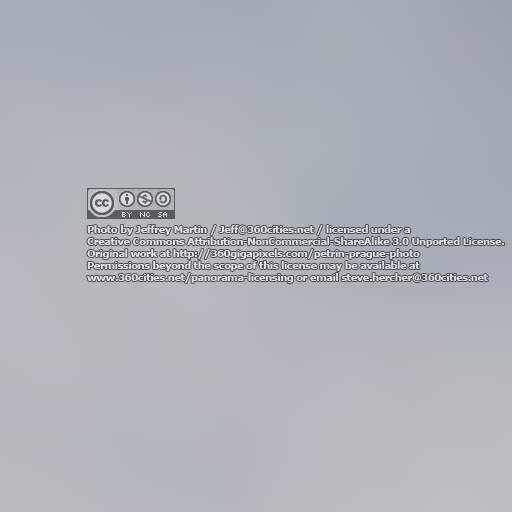 cc
BY NC SA
Photo by Jeffrey Martin / Jeff@360cities.net / licensed under a
Creative Commons Attribution-NonCommercial-ShareAlike 3.0 Unported License.
Original work at http://360gigapixels.com/petrin-prague-photo
Permissions beyond the scope of this license may be available at
www.360cities.net/panorama-licensing or email steve.hercher@360cities.net